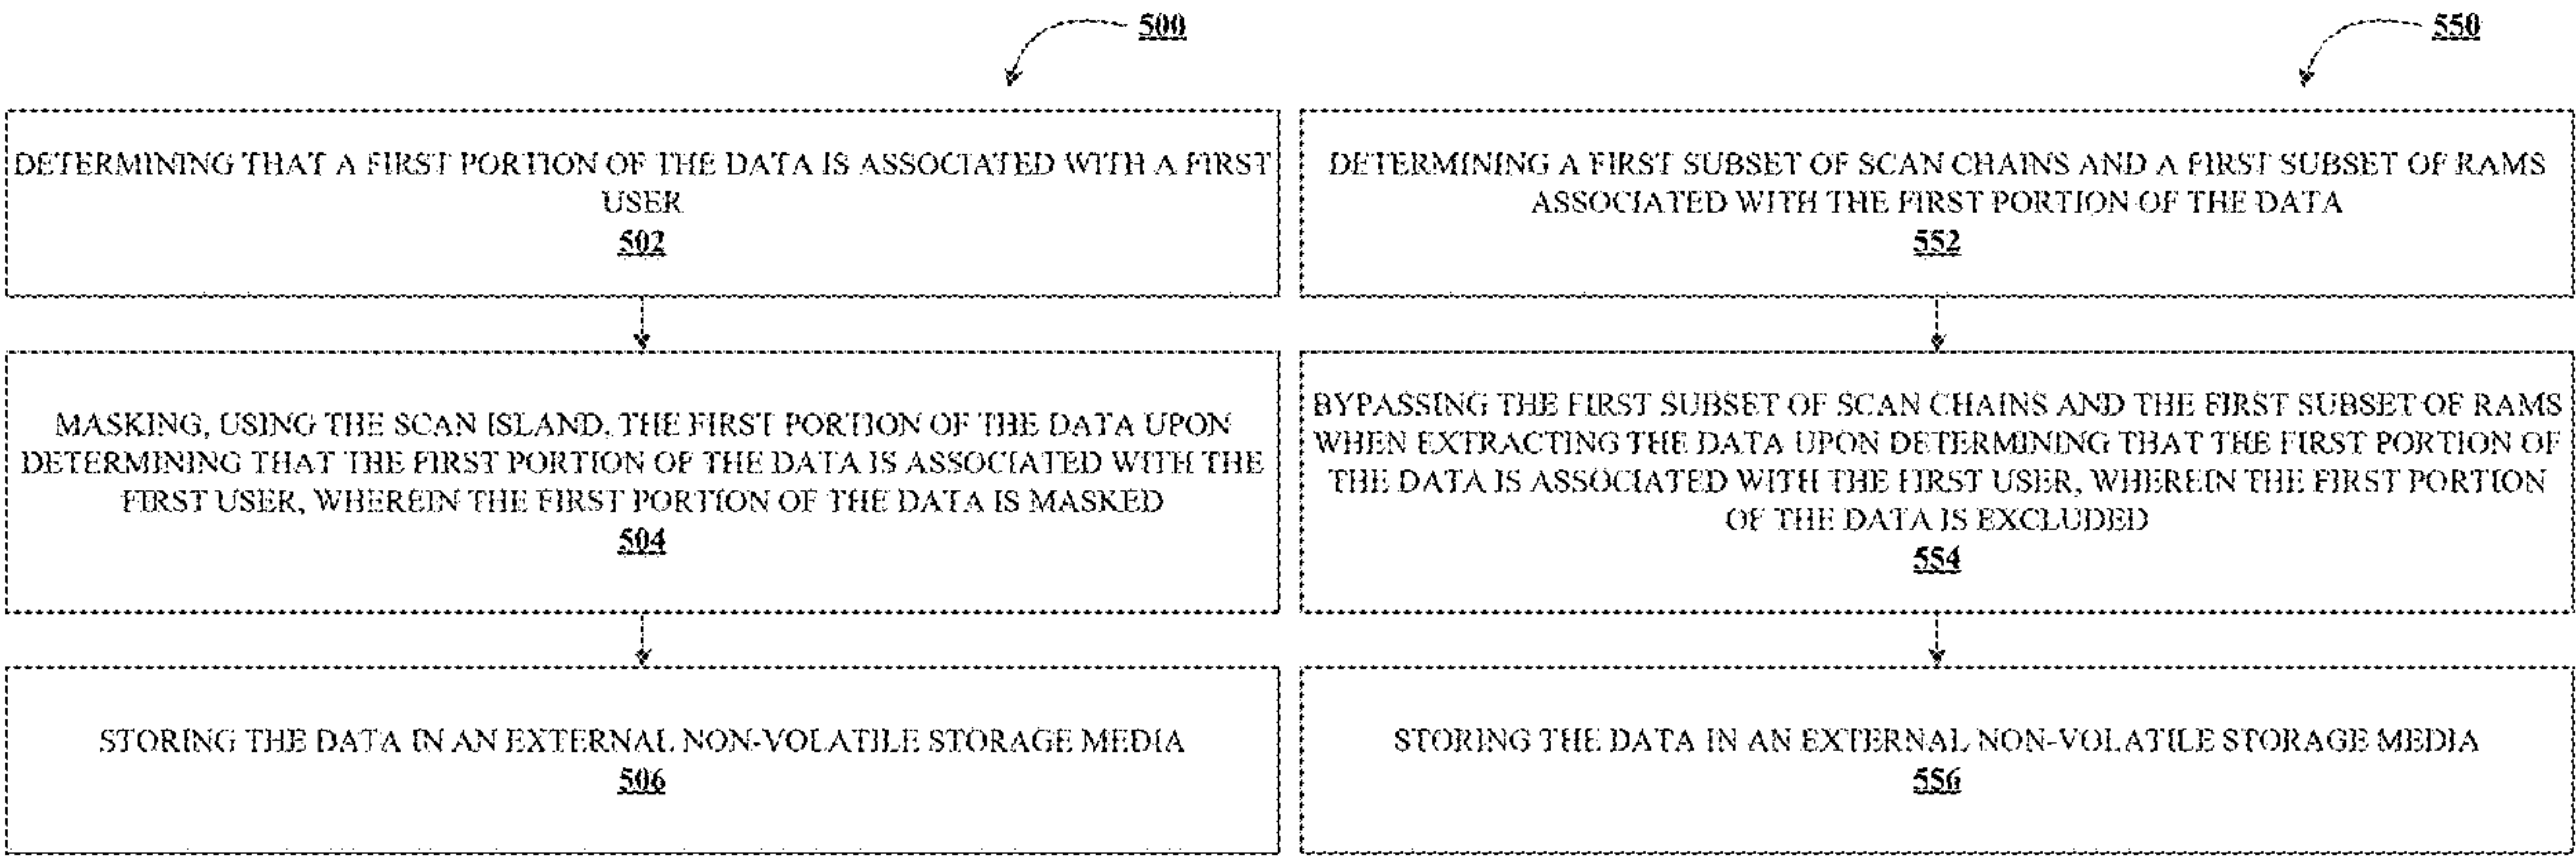 500
DETERMINING THAT A FIRST PORTION OF THE DATA IS ASSOCIATED WITH A FIRST
USER
502
MASKING, USING THE SCAN ISLAND, THE FIRST PORTION OF THE DATA UPON
DETERMINING THAT THE FIRST PORTION OF THE DATA IS ASSOCIATED WITH THE
FIRST USER, WHEREIN THE FIRST PORTION OF THE DATA IS MASKED
504
STORING THE DATA IN AN EXTERNAL NON-VOLATILE STORAGE MEDIA
506
550
DETERMINING A FIRST SUBSET OF SCAN CHAINS AND A FIRST SUBSET OF RAMS
ASSOCIATED WITH THE FIRST PORTION OF THE DATA
552
BYPASSING THE FIRST SUBSET OF SCAN CHAINS AND THE FIRST SUBSET OF RAMS
WHEN EXTRACTING THE DATA UPON DETERMINING THAT THE FIRST PORTION OF
THE DATA IS ASSOCIATED WITH THE FIRST USER, WHEREIN THE FIRST PORTION
OF THE DATA IS EXCLUDED
554
STORING THE DATA IN AN EXTERNAL NON-VOLATILE STORAGE MEDIA
556